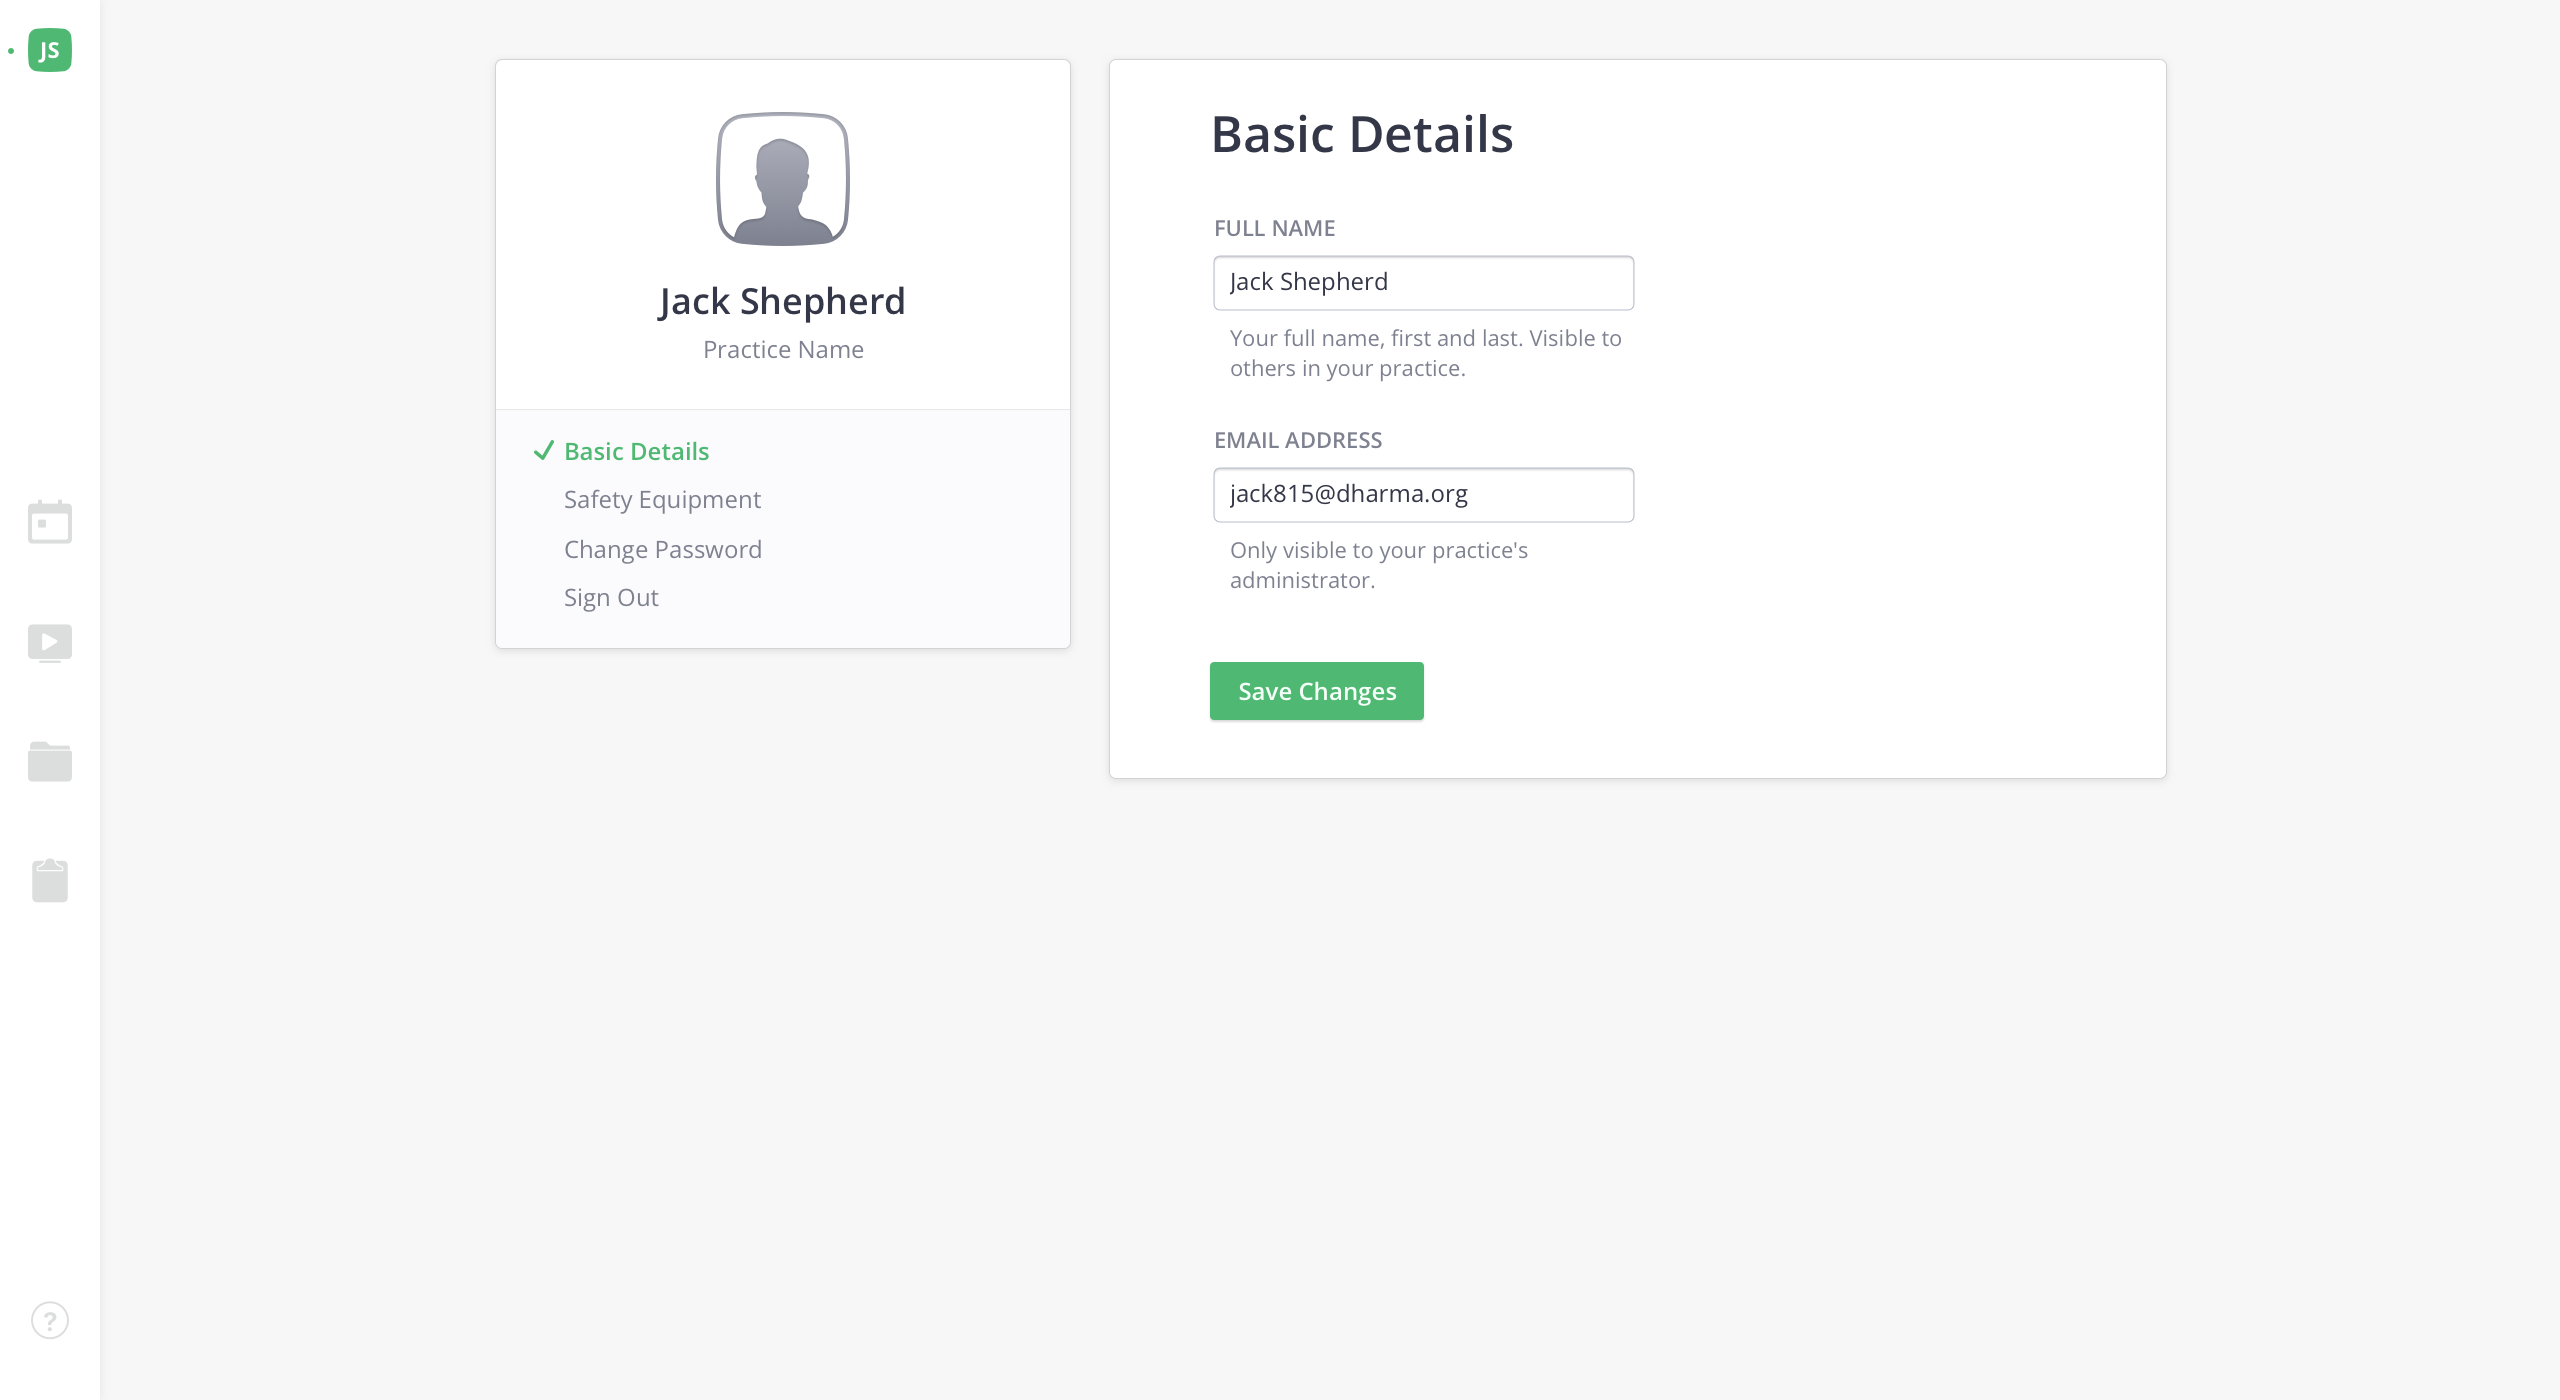 JS
Jack Shepherd
Practice Name
Basic Details
Safety Equipment
Change Password
Sign Out
Basic Details
FULL NAME
Jack Shepherd
Your full name, first and last. Visible to
others in your practice.
EMAIL ADDRESS
jack815@dharma.org
Only visible to your practice's
administrator.
Save Changes
?